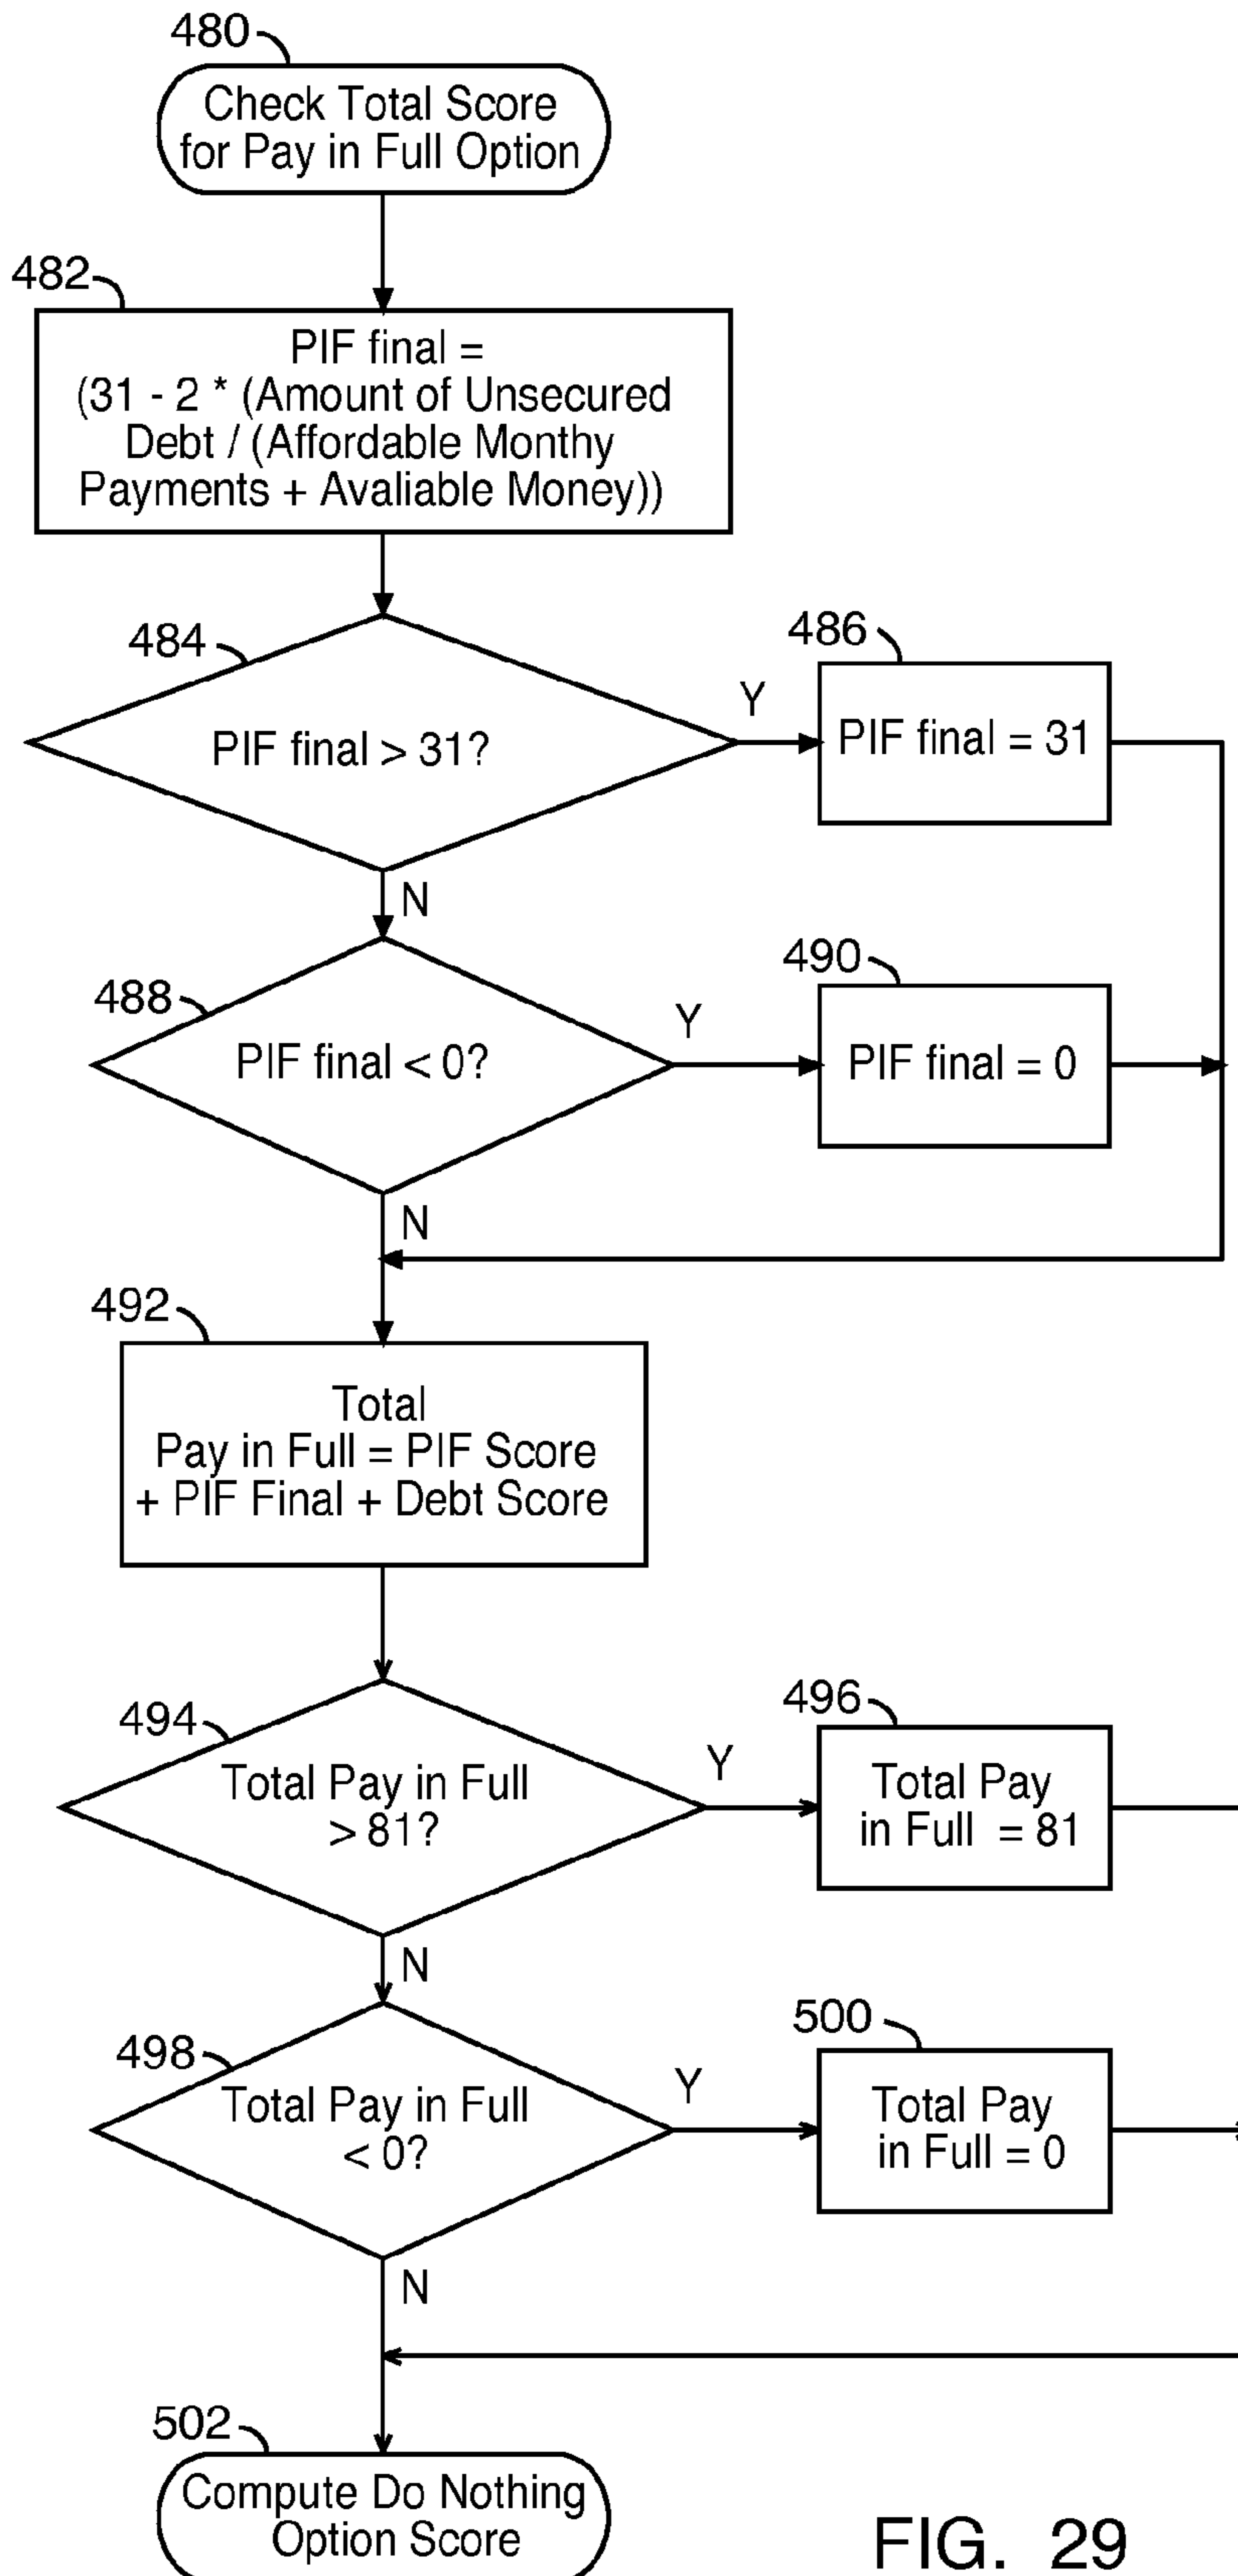 480
Check Total Score
for Pay in Full Option
482
PIF final =
(31 - 2 * (Amount of Unsecured
Debt / (Affordable Monthy
Payments + Avaliable Money))
484
PIF final > 31?
Y
486
PIF final = 31
N
488
PIF final < 0?
Y
490
PIF final = 0
N
492
Total
Pay in Full = PIF Score
+ PIF Final + Debt Score
494
Total Pay in Full
> 81?
Y
496
Total Pay
in Full = 81
N
498
Total Pay in Full
< 0?
Y
500
Total Pay
in Full = 0
N
502
Compute Do Nothing
Option Score
FIG. 29